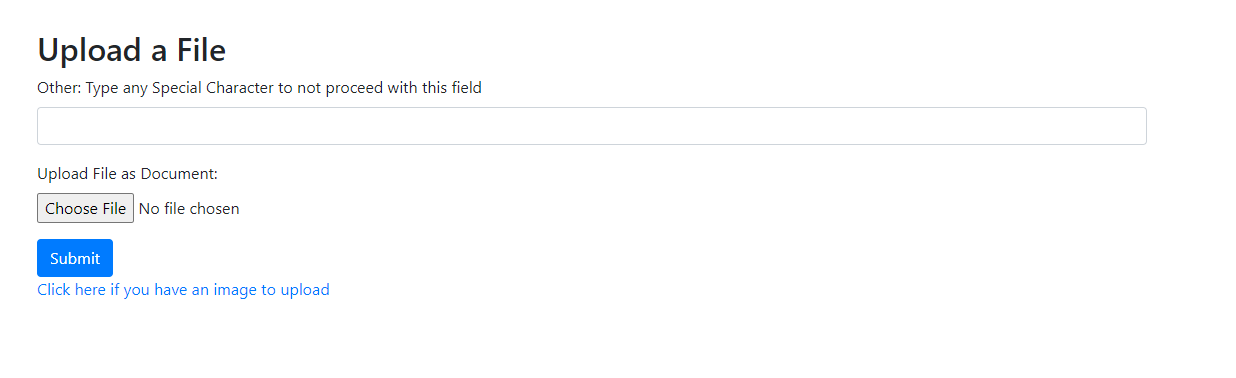 Upload a File
Other: Type any Special Character to not proceed with this field
Upload File as Document:
Choose File No file chosen
Submit
Click here if you have an image to upload